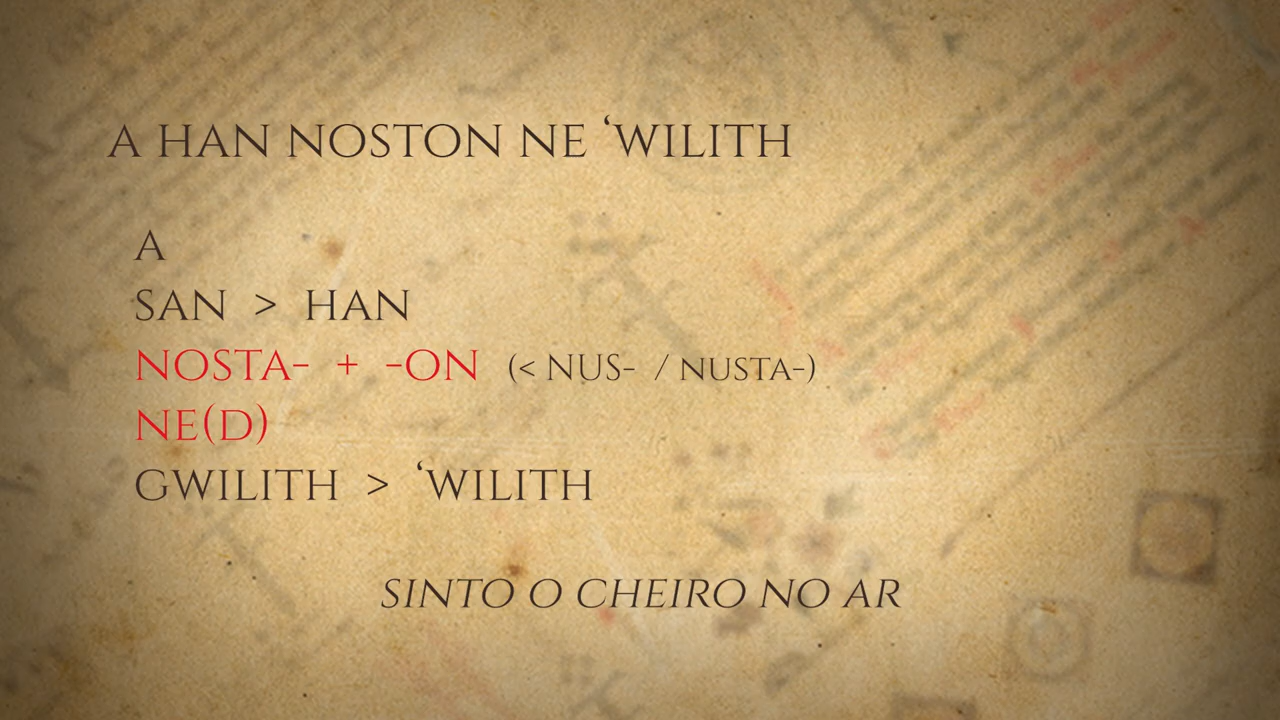 A HAN NOSTON NE ‘WILITH
A
SAN > HAN
NOSTA- + -ON (< NUS- / NUSTA-)
NE(D)
GWILITH > ‘WILITH
SINTO O CHEIRO NO AR